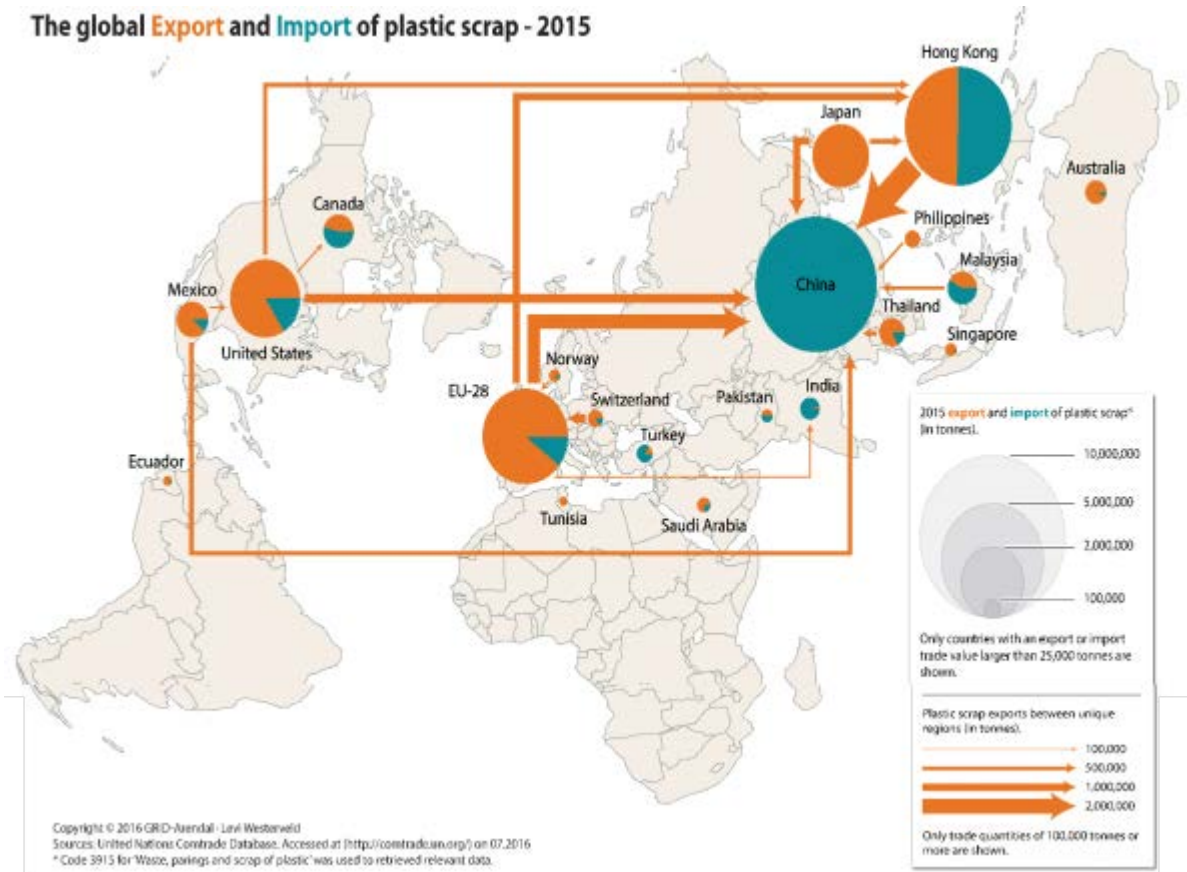 The global Export and Import of plastic scrap - 2015
Hong Kong
Japan
Australia
Canada
Philippines
Malaysia
China
Mexico
Thailand
United States
Singapore
Norway
EU-28
Switzerland
Pakistan
India
Turkey
Ecuador
Tunisia
Saudi Arabia
2015 export and import of plastic scrap*
(in tonnes).
10,000,000
5,000,000
2,000,000
100,000
Only countries with an export or import
trade value larger than 25,000 tonnes are
shown.
Plastic scrap exports between unique
regions (in tonnes).
100,000
500,000
1,000,000
2,000,000
Only trade quantities of 100,000 tonnes or
more are shown.
Copyright © 2016 GRID-Arendal - Levi Westerveld
Sources: United Nations Comtrade Database. Accessed at (http://comtrade.un.org/) on 07.2016
* Code 3915 for 'Waste, parings and scrap of plastic' was used to retrieved relevant data.